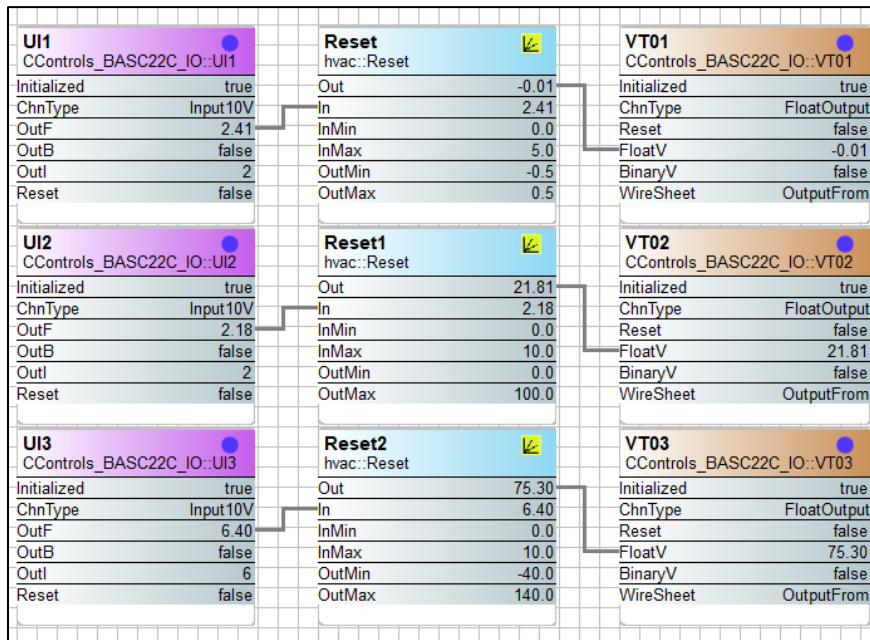 UI1
CControls_BASC22C_IO::UI1
Initialized true
ChnType Input10V
OutF 2.41
OutB false
OutI 2
Reset false
Reset
hvac::Reset
Out -0.01
In 2.41
InMin 0.0
InMax 5.0
OutMin -0.5
OutMax 0.5
VT01
CControls_BASC22C_IO::VT01
Initialized true
ChnType FloatOutput
Reset false
FloatV -0.01
BinaryV false
WireSheet OutputFrom
UI2
CControls_BASC22C_IO::UI2
Initialized true
ChnType Input10V
OutF 2.18
OutB false
OutI 2
Reset false
Reset1
hvac::Reset
Out 21.81
In 2.18
InMin 0.0
InMax 10.0
OutMin 0.0
OutMax 100.0
VT02
CControls_BASC22C_IO::VT02
Initialized true
ChnType FloatOutput
Reset false
FloatV 21.81
BinaryV false
WireSheet OutputFrom
UI3
CControls_BASC22C_IO::UI3
Initialized true
ChnType Input10V
OutF 6.40
OutB false
OutI 6
Reset false
Reset2
hvac::Reset
Out 75.30
In 6.40
InMin 0.0
InMax 10.0
OutMin -40.0
OutMax 140.0
VT03
CControls_BASC22C_IO::VT03
Initialized true
ChnType FloatOutput
Reset false
FloatV 75.30
BinaryV false
WireSheet OutputFrom